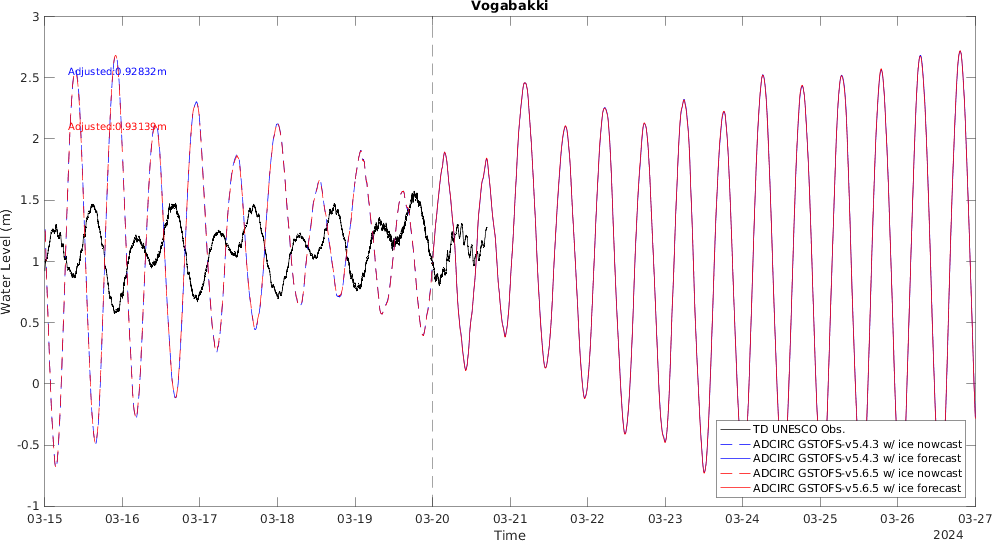 Vogabakki
3
2.5
2
1.5
1
0.5
0
-0.5
-1
Water Level (m)
Adjusted:0.92832m
Adjusted:0.93139m
TD UNESCO Obs.
ADCIRC GSTOFS-v5.4.3 w/ ice nowcast
ADCIRC GSTOFS-v5.4.3 w/ ice forecast
ADCIRC GSTOFS-v5.6.5 w/ ice nowcast
ADCIRC GSTOFS-v5.6.5 w/ ice forecast
03-15 03-16 03-17 03-18 03-19 03-20 03-21 03-22 03-23 03-24 03-25 03-26 03-27
Time
2024